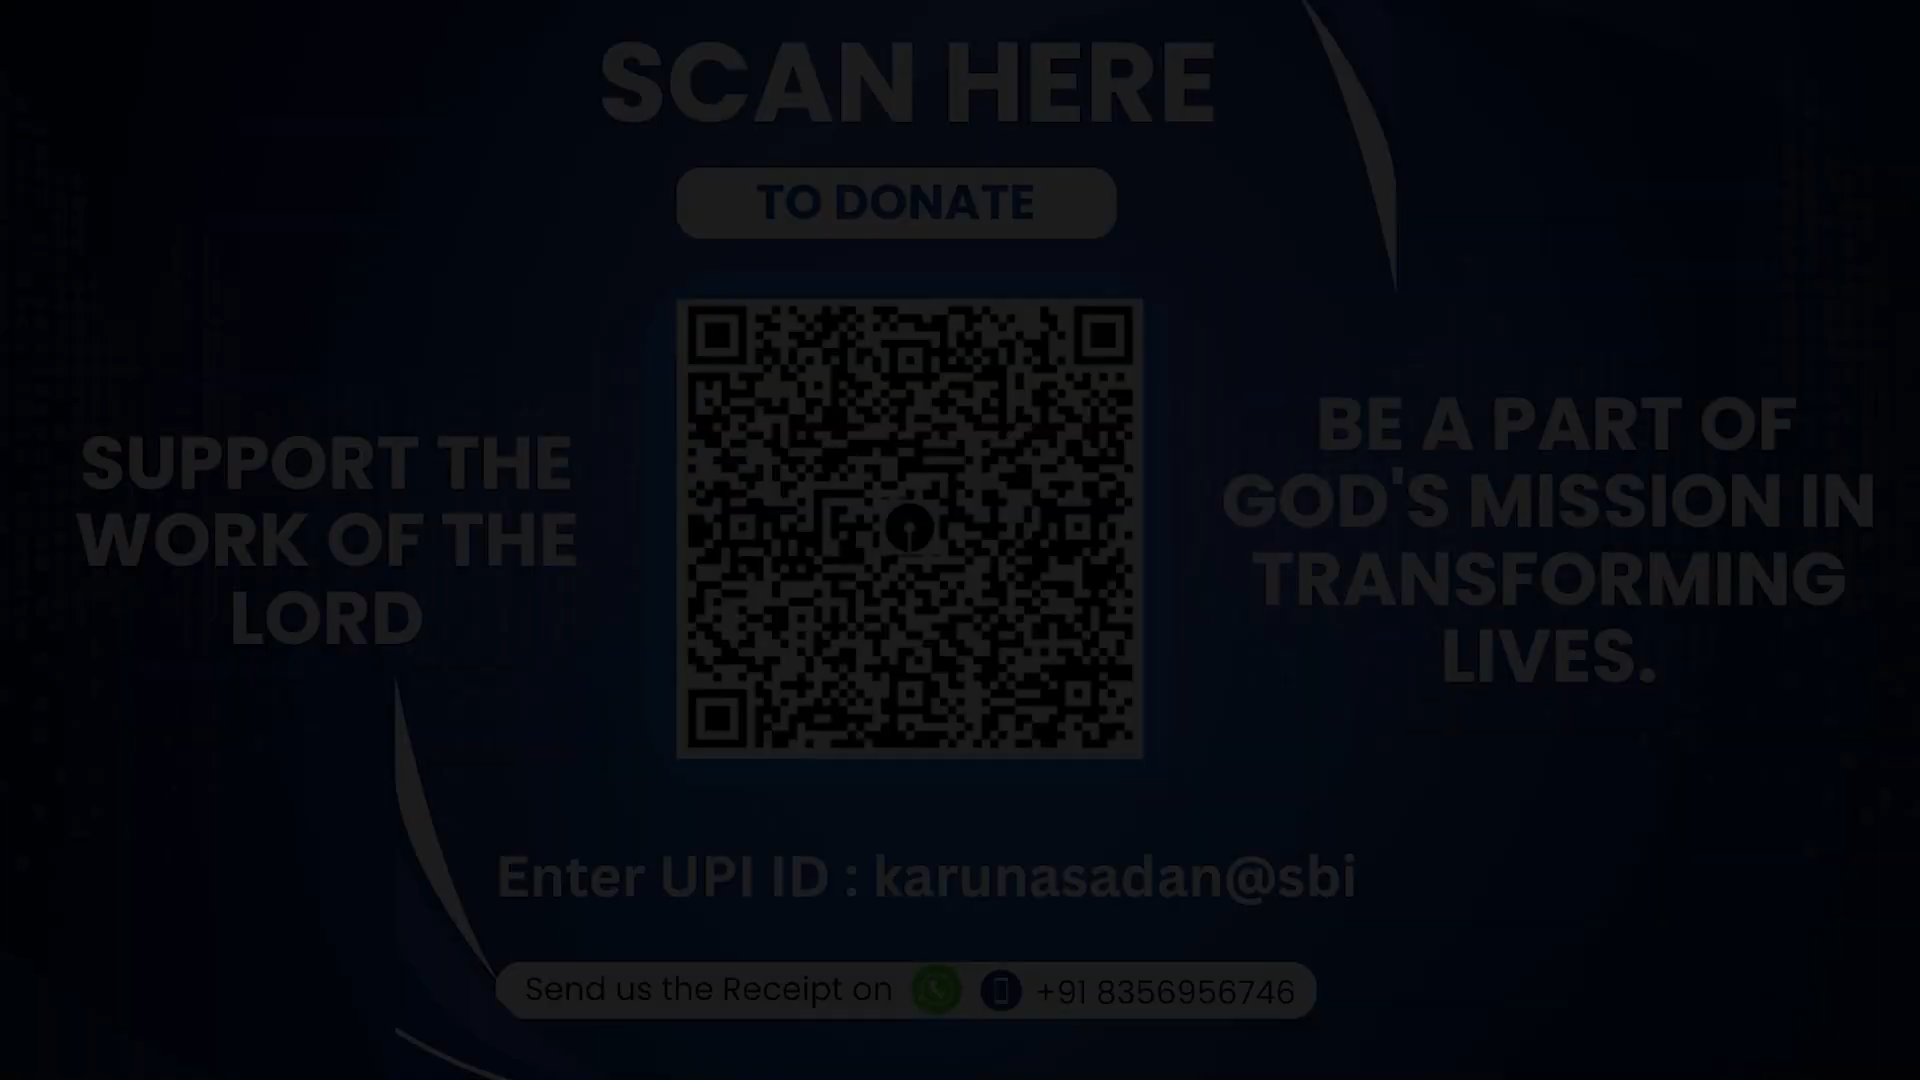 SCAN HERE
TO DONATE
SUPPORT THE
WORK OF THE
LORD
BE A PART OF
GOD'S MISSION IN
TRANSFORMING
LIVES.
Enter UPI ID : karunasadan@sbi
Send us the Receipt on +91 8356956746